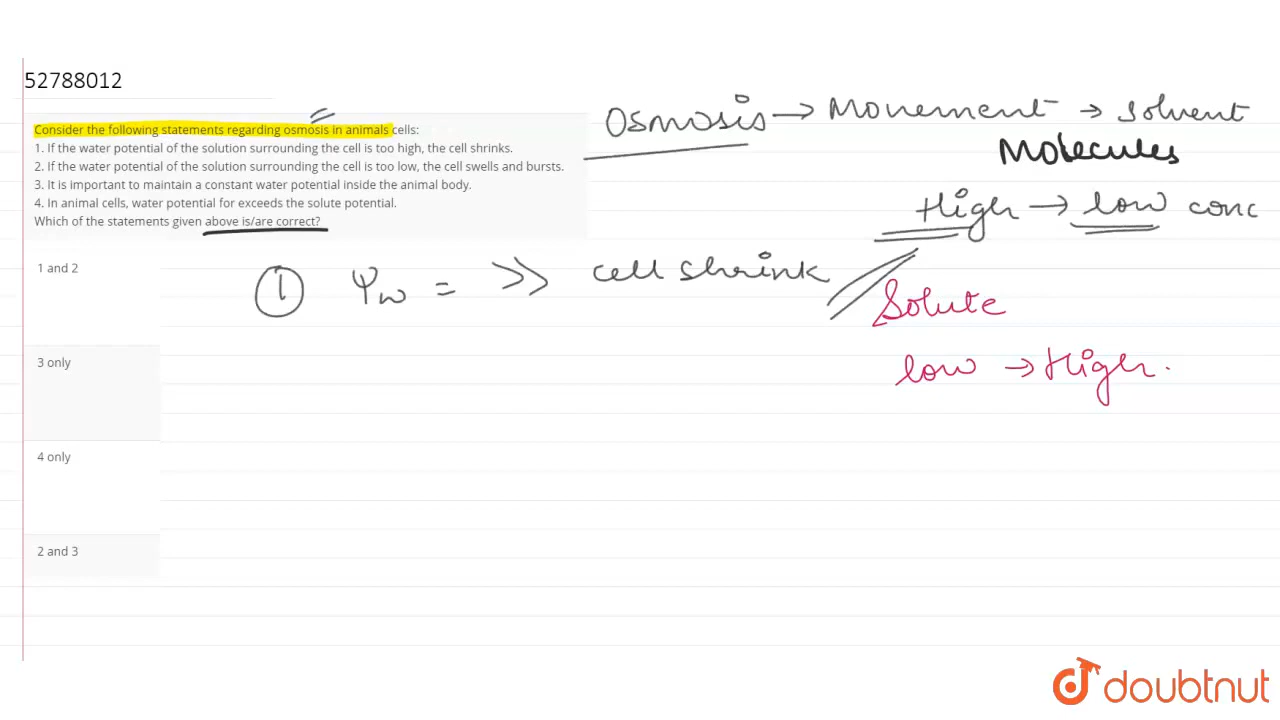 52788012
Consider the following statements regarding osmosis in animals cells:
1. If the water potential of the solution surrounding the cell is too high, the cell shrinks.
2. If the water potential of the solution surrounding the cell is too low, the cell swells and bursts.
3. It is important to maintain a constant water potential inside the animal body.
4. In animal cells, water potential for exceeds the solute potential.
Which of the statements given above is/are correct?
1 and 2
3 only
4 only
2 and 3
Osmosis → Movement → Solvent
Molecules
High → low conc
① Ψw = >> cell shrink
Solute
low → High.
doubtnut